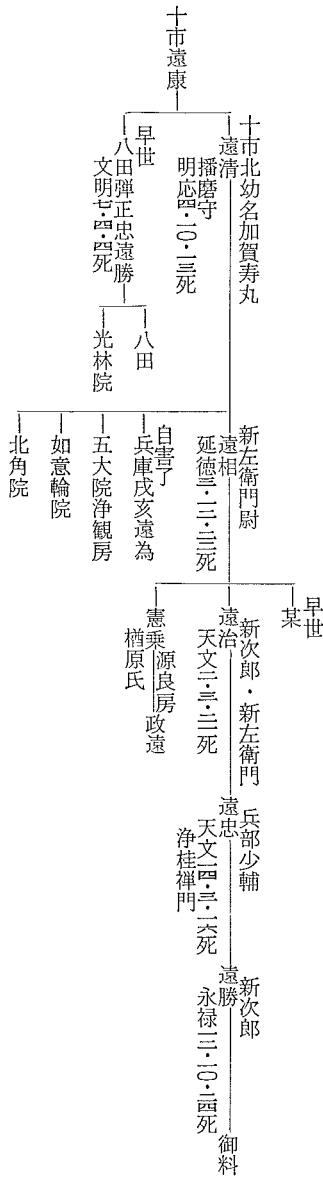 十市遠康
十市北幼名加賀寿丸
遠清
播磨守
明応四・一〇・一三死
早世
八田弾正忠遠勝
文明七・四・四死
八田
光林院
新左衛門尉
遠相
延徳三・一二・二三死
自害了
兵庫戌亥遠為
五大院浄観房
如意輪院
北角院
早世
某
新次郎・新左衛門
遠治
天文二・三・二一死
憲乗
源良房政遠
楢原氏
兵部少輔
遠忠
天文一四・三・一六死
浄桂禅門
新次郎
遠勝
永禄一二・一〇・二四死
御料